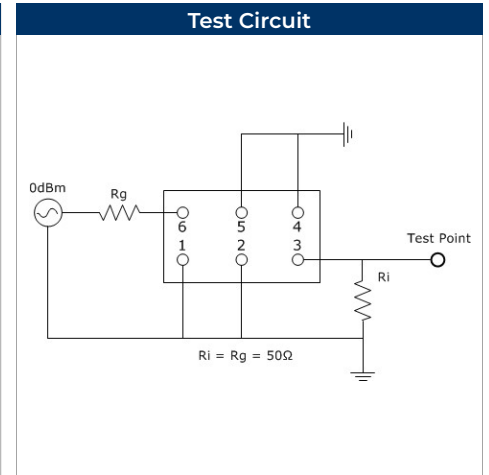 Test Circuit
0dBm
Rg
6 5 4
1 2 3
Test Point
Ri
Ri = Rg = 50Ω